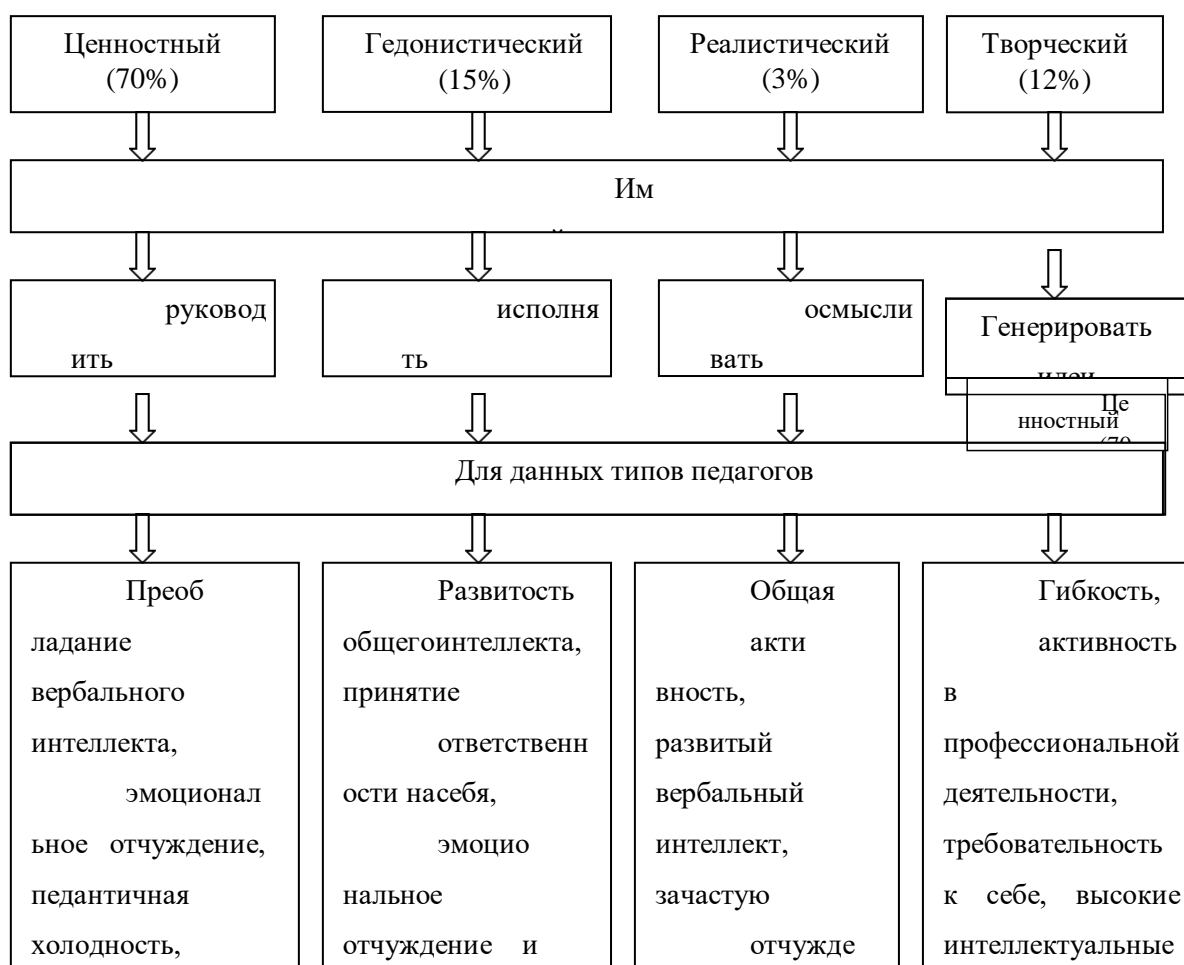 Ценностный
(70%)
Гедонистический
(15%)
Реалистический
(3%)
Творческий
(12%)
Им
руковод
ить
исполня
ть
осмысли
вать
Генерировать
идеи
Це
нностный
(70
Для данных типов педагогов
Преоб
ладание
вербального
интеллекта,
эмоционал
ьное отчуждение,
педантичная
холодность,
Развитость
общегоинтеллекта,
принятие
ответственн
ости насебя,
эмоцио
нальное
отчуждение и
Общая
акти
вность,
развитый
вербальный
интеллект,
зачастую
отчужде
Гибкость,
активность
в
профессиональной
деятельности,
требовательность
к себе, высокие
интеллектуальные